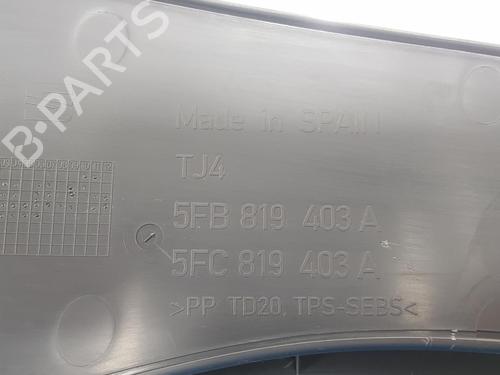 B-PARTS
Made in SPAIN
TJ4
5FB 819 403 A
5FC 819 403 A
>PP TD20, TPS-SEBS<